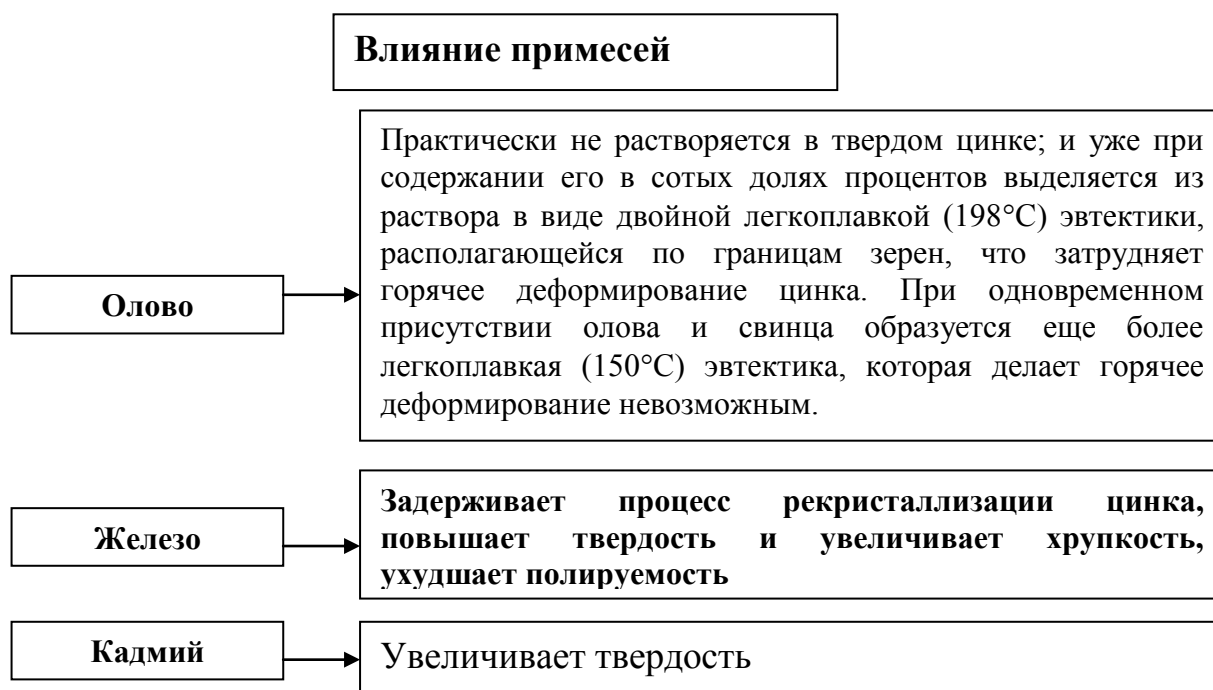 Влияние примесей
Практически не растворяется в твердом цинке; и уже при
содержании его в сотых долях процентов выделяется из
раствора в виде двойной легкоплавкой (198°С) эвтектики,
располагающейся по границам зерен, что затрудняет
горячее деформирование цинка. При одновременном
присутствии олова и свинца образуется еще более
легкоплавкая (150°С) эвтектика, которая делает горячее
деформирование невозможным.
Олово
Задерживает процесс рекристаллизации цинка,
повышает твердость и увеличивает хрупкость,
ухудшает полируемость
Железо
Кадмий
Увеличивает твердость